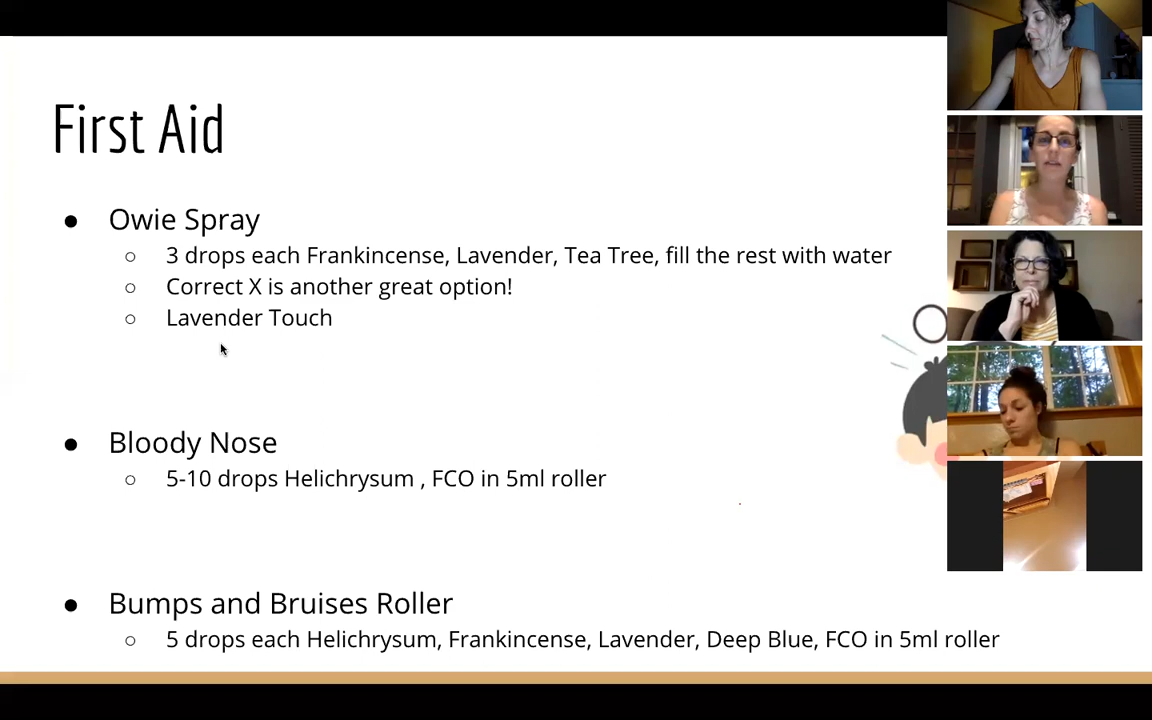 First Aid
Owie Spray
3 drops each Frankincense, Lavender, Tea Tree, fill the rest with water
Correct X is another great option!
Lavender Touch
Bloody Nose
5-10 drops Helichrysum , FCO in 5ml roller
Bumps and Bruises Roller
5 drops each Helichrysum, Frankincense, Lavender, Deep Blue, FCO in 5ml roller